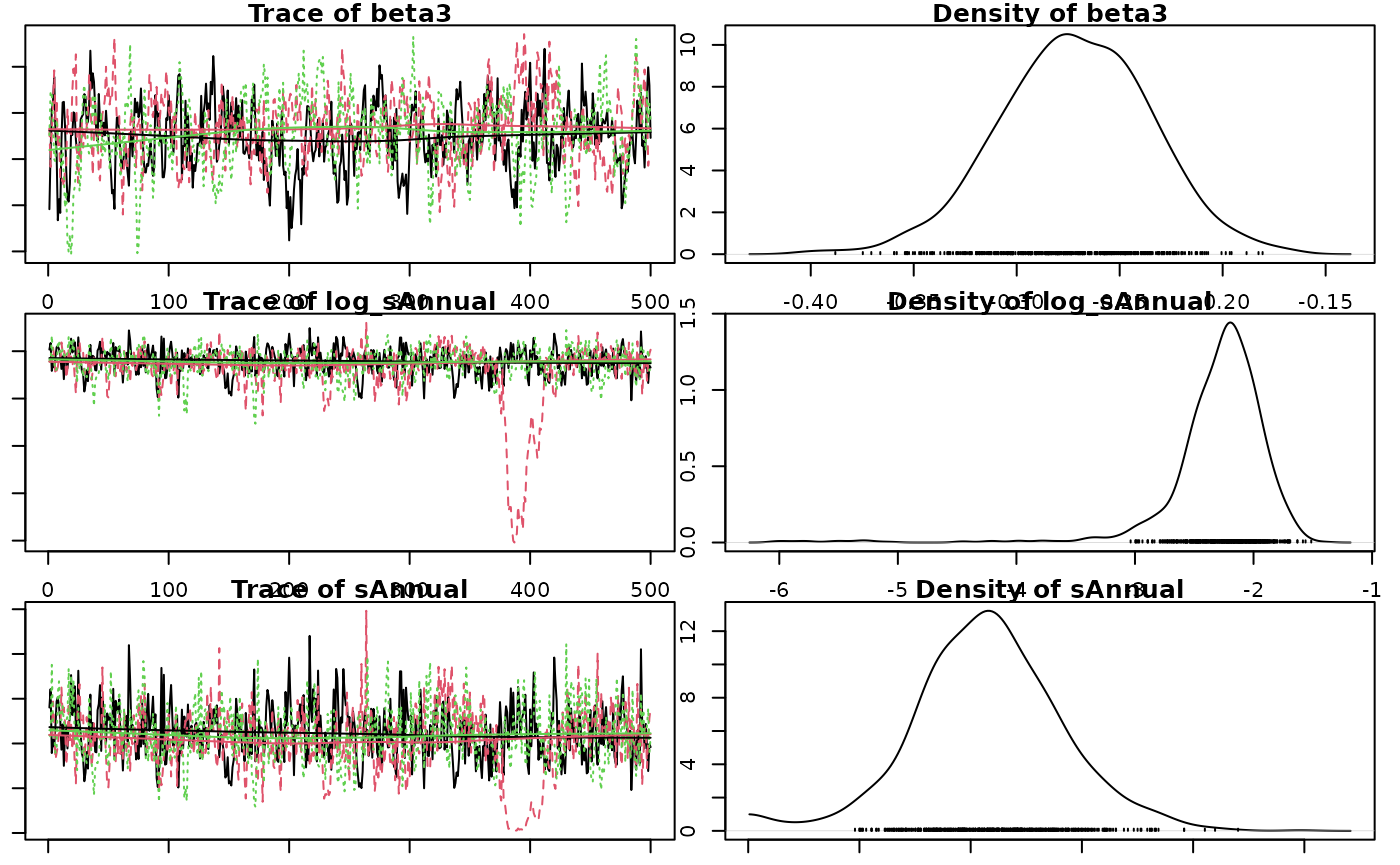 Trace of beta3
Density of beta3
0 2 4 6 8 10
0 100 200 300 400 500
-0.40 -0.35 -0.30 -0.25 -0.20 -0.15
Trace of log_sAnnual
Density of log_sAnnual
0.0 0.5 1.0 1.5
0 100 200 300 400 500
-6 -5 -4 -3 -2 -1
Trace of sAnnual
Density of sAnnual
0 4 8 12